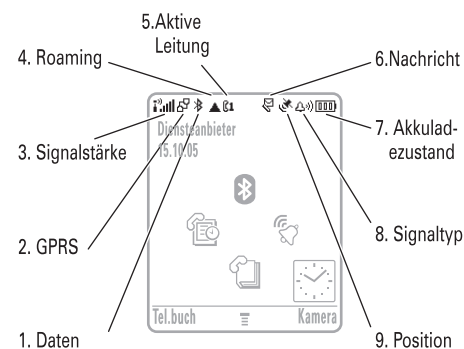 5.Aktive
Leitung
4. Roaming
6.Nachricht
7. Akkulad-
ezustand
3. Signalstärke
Diensteanbieter
15.10.05
8. Signaltyp
2. GPRS
1. Daten
Tel.buch
Kamera
9. Position